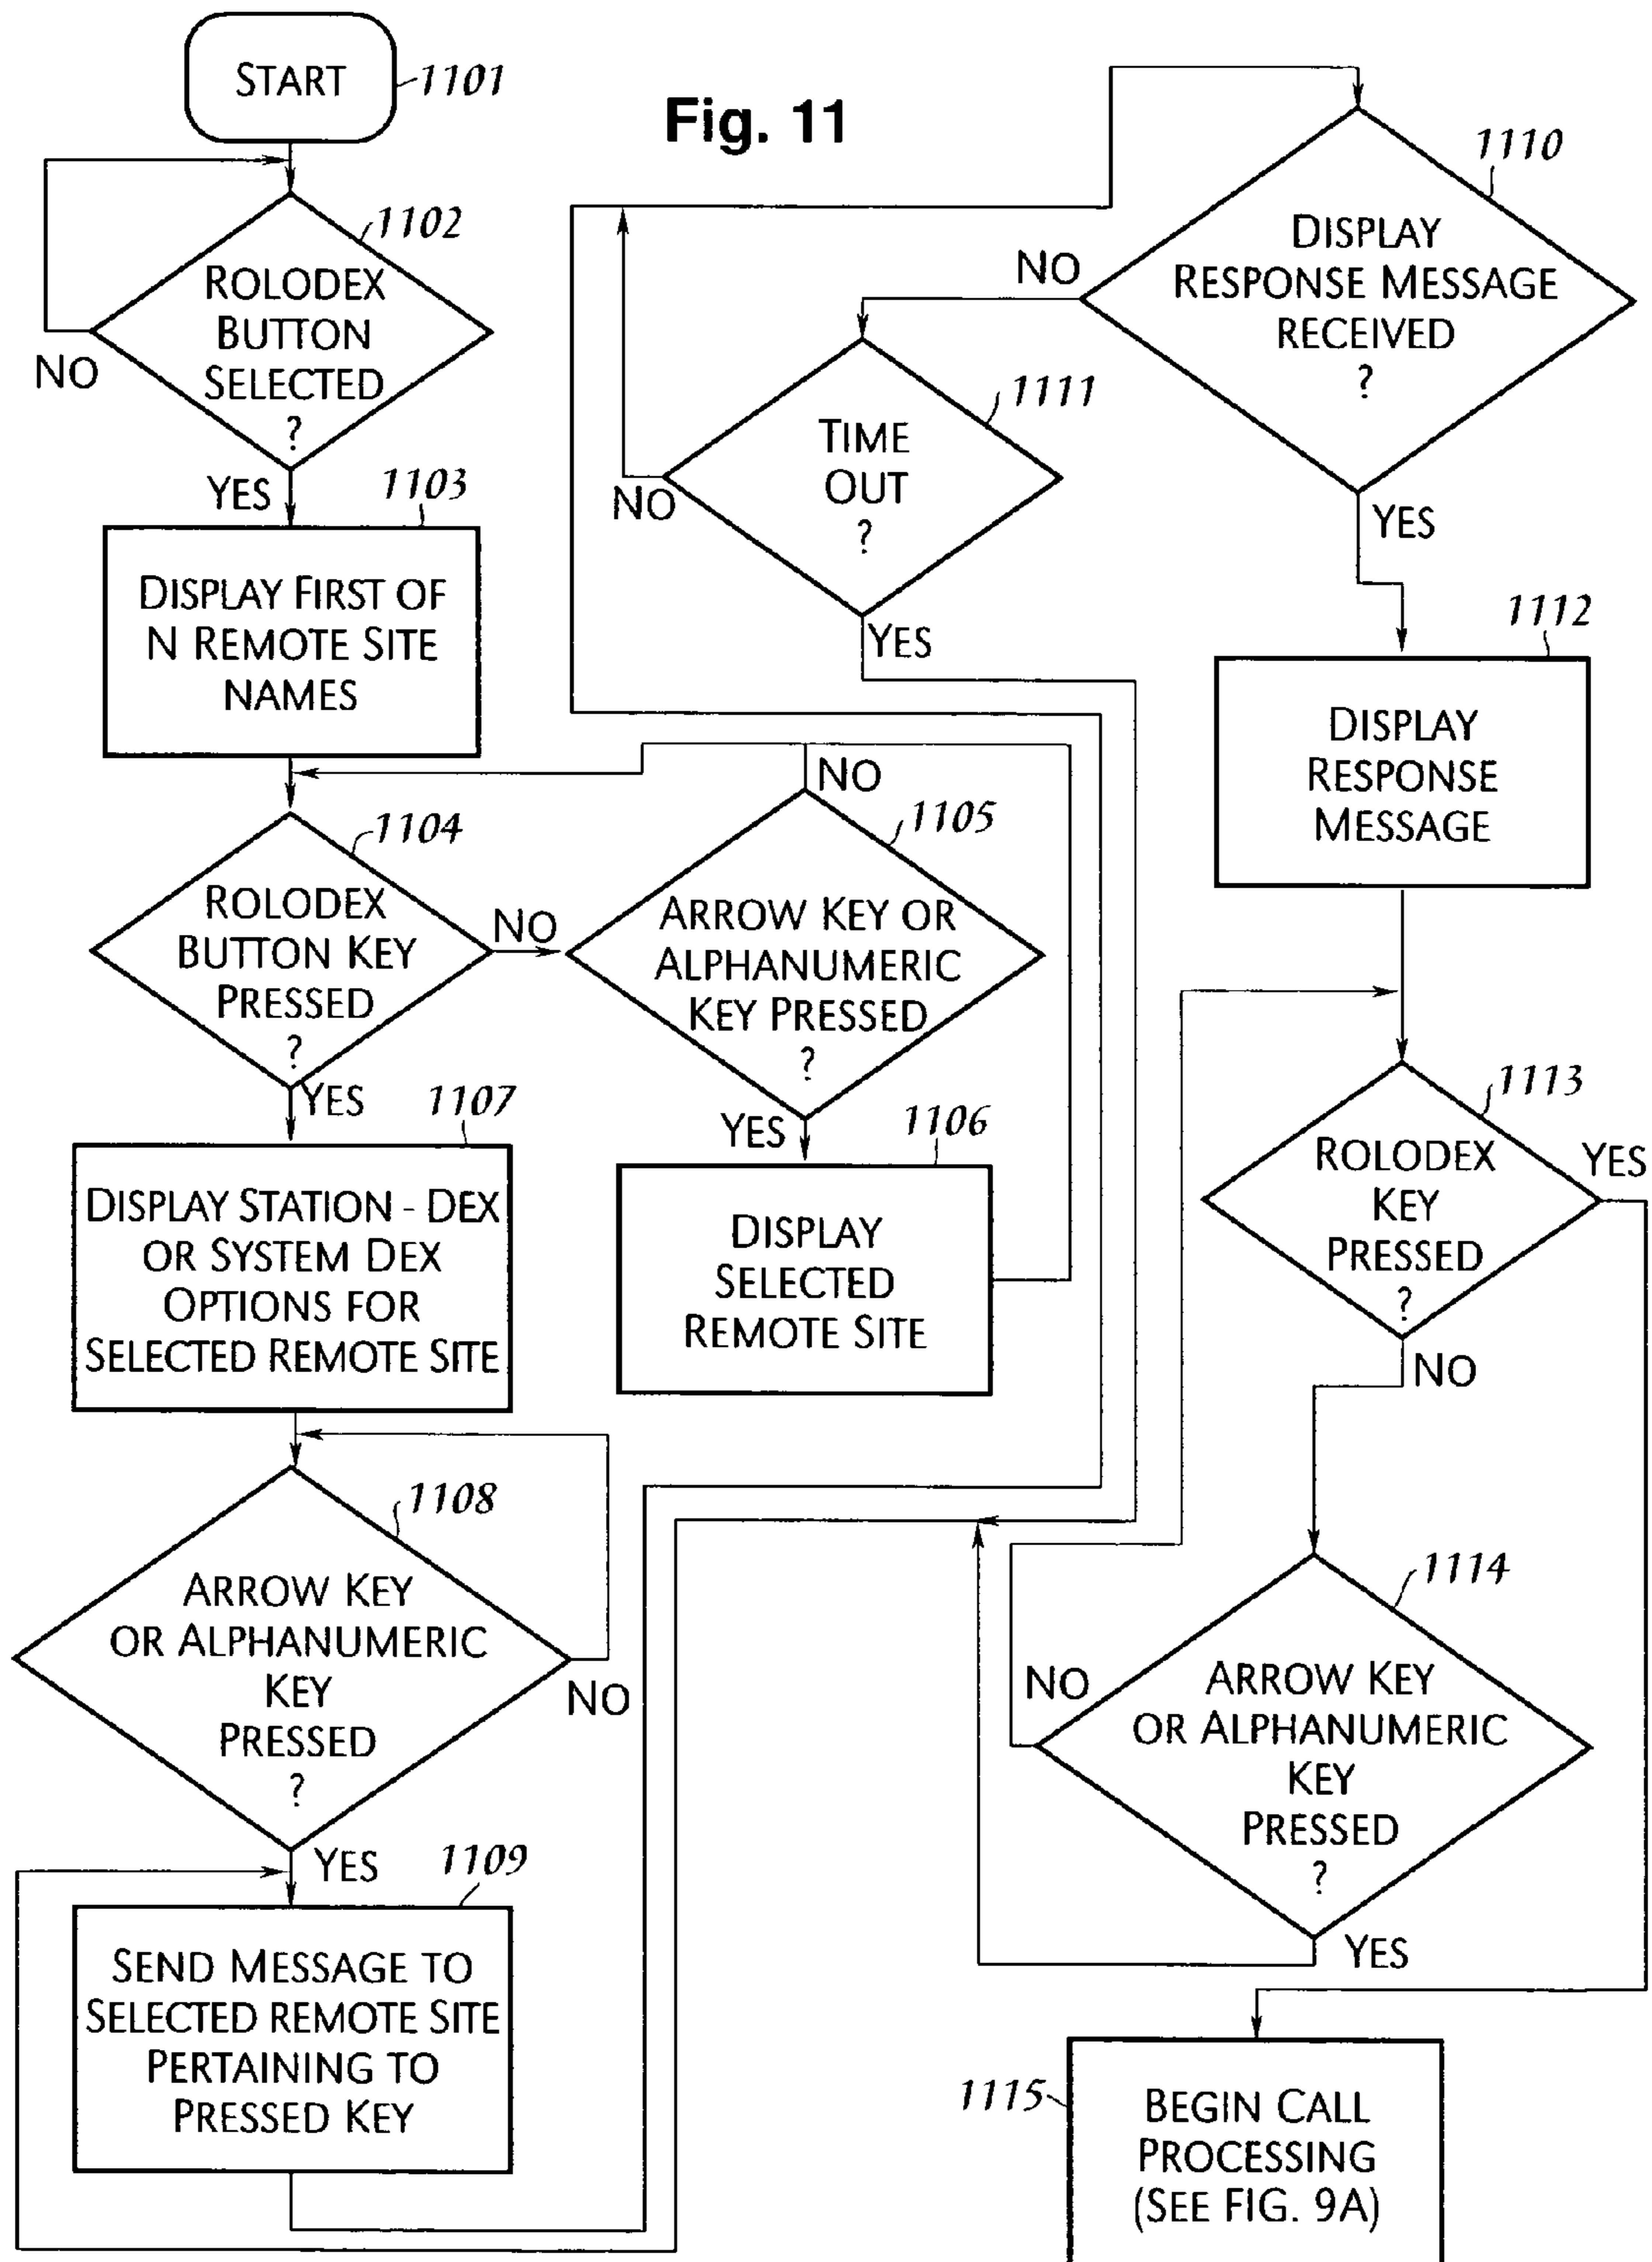 Fig. 11
START
1101
1102
ROLODEX
BUTTON
SELECTED
?
NO
YES
1103
DISPLAY FIRST OF
N REMOTE SITE
NAMES
1104
ROLODEX
BUTTON KEY
PRESSED
?
NO
YES
1105
NO
ARROW KEY OR
ALPHANUMERIC
KEY PRESSED
?
YES
1106
DISPLAY
SELECTED
REMOTE SITE
1107
DISPLAY STATION - DEX
OR SYSTEM DEX
OPTIONS FOR
SELECTED REMOTE SITE
1108
ARROW KEY
OR ALPHANUMERIC
KEY
PRESSED
?
NO
YES
1109
SEND MESSAGE TO
SELECTED REMOTE SITE
PERTAINING TO
PRESSED KEY
1110
DISPLAY
RESPONSE MESSAGE
RECEIVED
?
NO
YES
1111
TIME
OUT
?
NO
YES
1112
DISPLAY
RESPONSE
MESSAGE
1113
ROLODEX
KEY
PRESSED
?
YES
NO
1114
ARROW KEY
OR ALPHANUMERIC
KEY
PRESSED
?
NO
YES
1115
BEGIN CALL
PROCESSING
(SEE FIG. 9A)